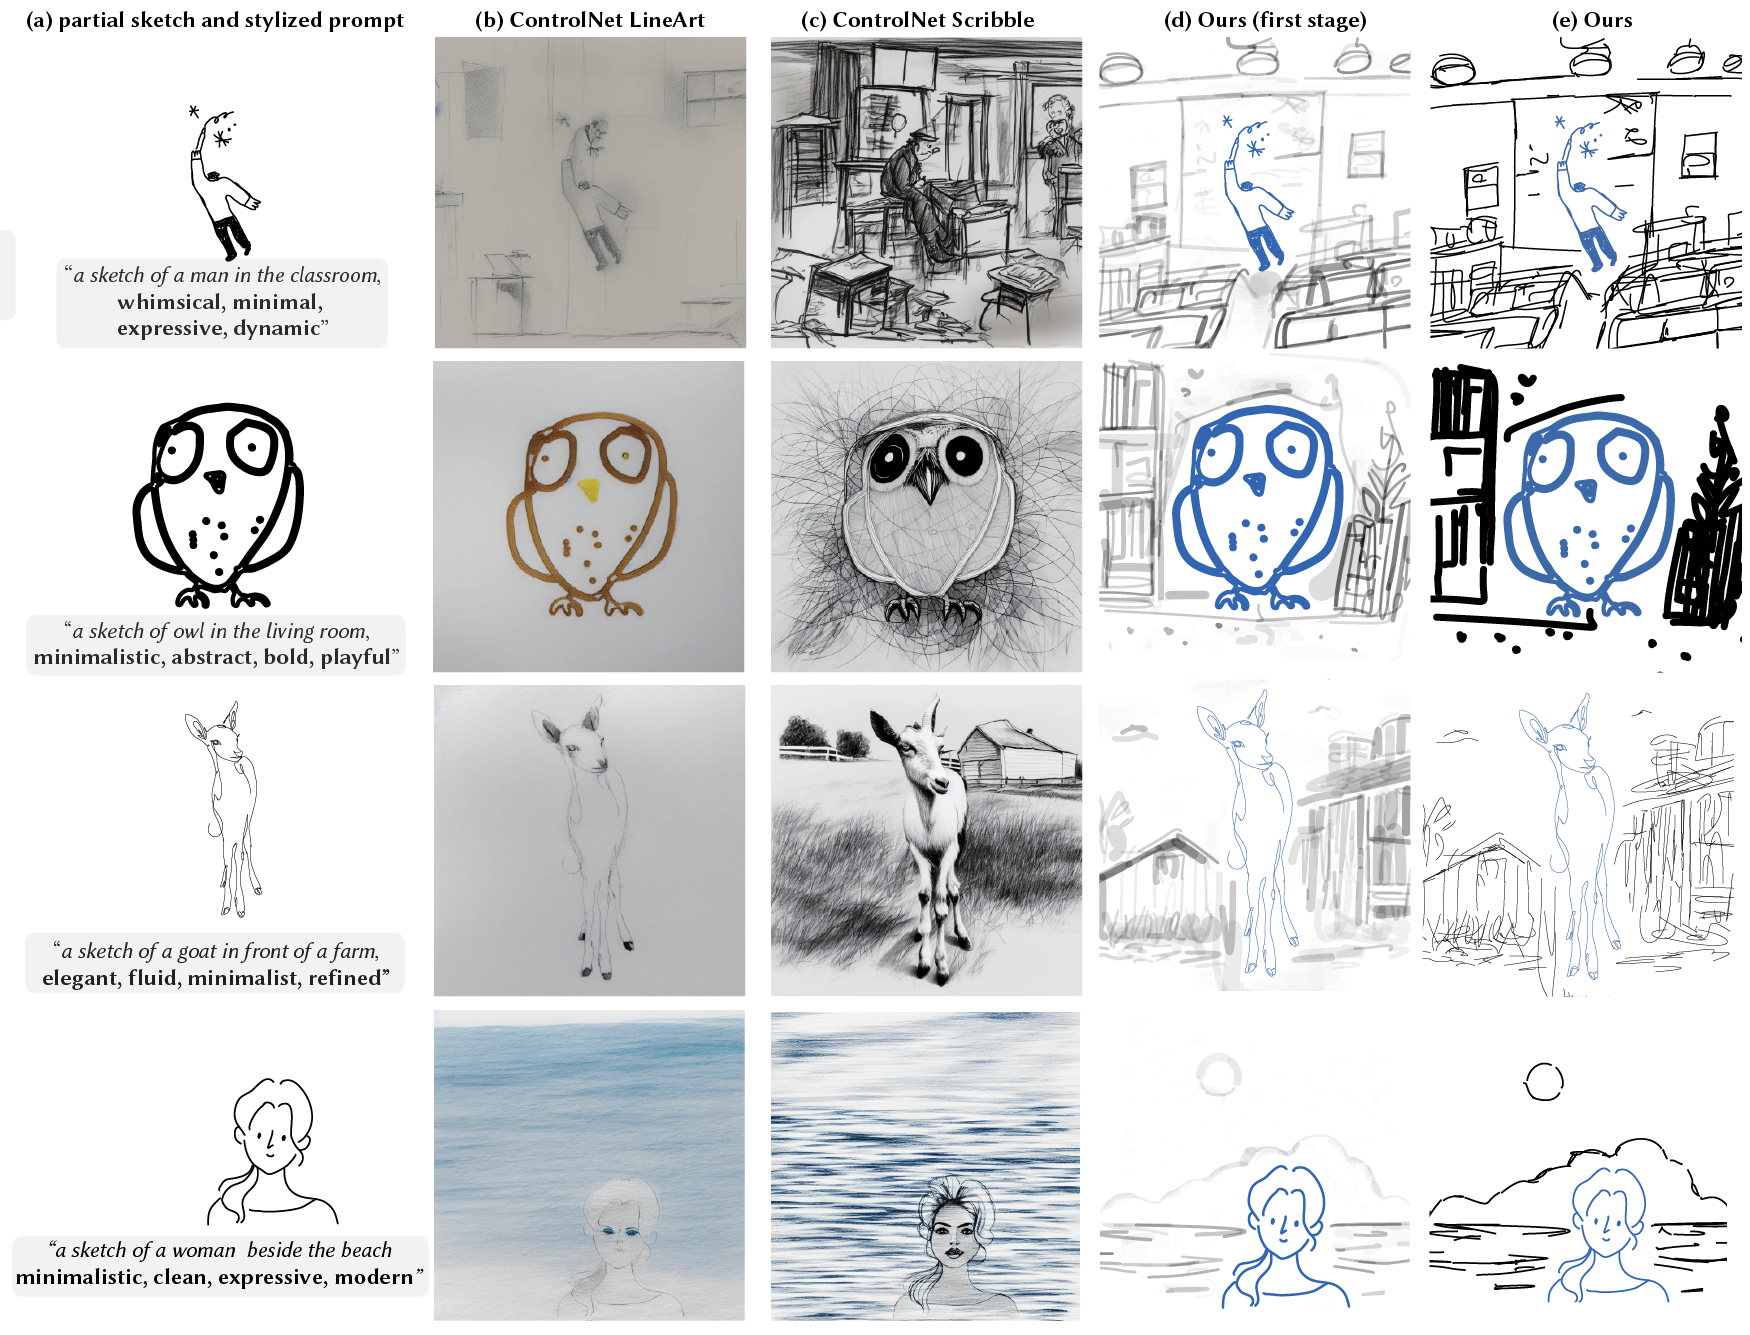 (a) partial sketch and stylized prompt
(b) ControlNet LineArt
(c) ControlNet Scribble
(d) Ours (first stage)
(e) Ours
“a sketch of a man in the classroom,
whimsical, minimal,
expressive, dynamic”
“a sketch of owl in the living room,
minimalistic, abstract, bold, playful”
“a sketch of a goat in front of a farm,
elegant, fluid, minimalist, refined”
“a sketch of a woman beside the beach
minimalistic, clean, expressive, modern”